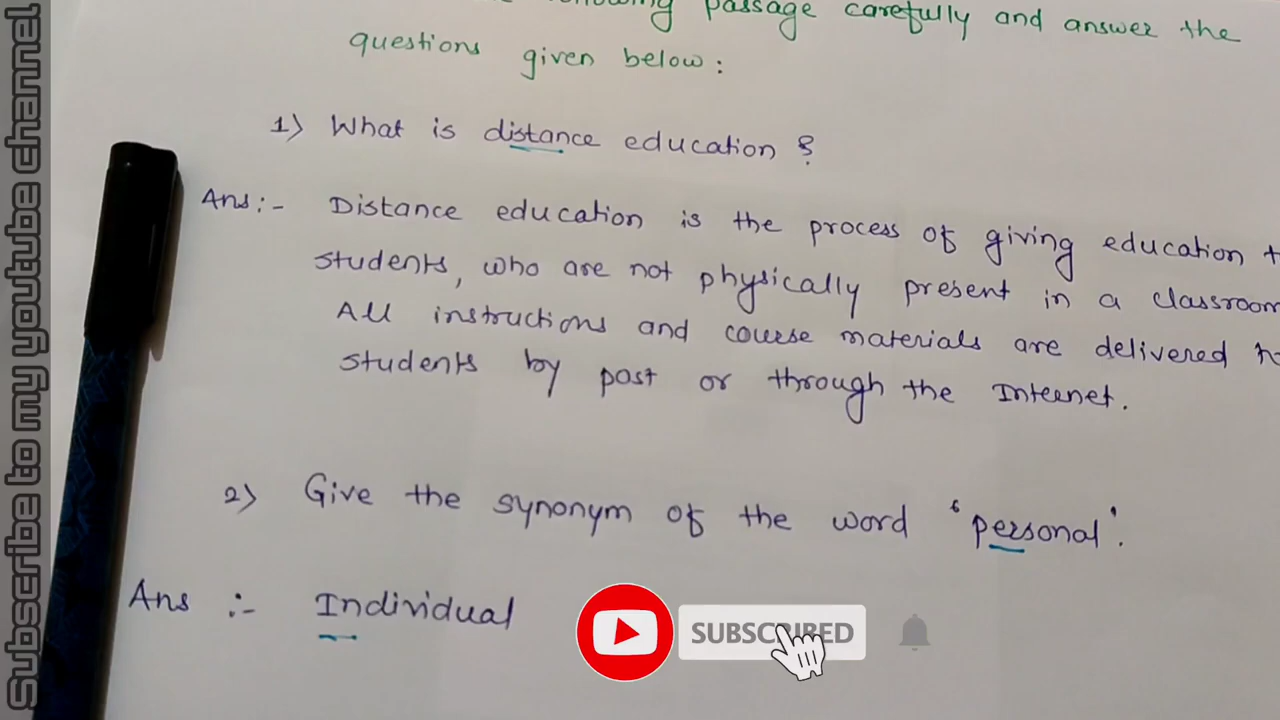 following passage carefully and answer the
questions given below:
1) What is distance education ?
Ans:- Distance education is the process of giving education
students, who are not physically present in a classroom
All instructions and course materials are delivered
students by post or through the Internet.
2) Give the synonym of the word 'personal'.
Ans :- Individual
SUBSCRIBED
Subscribe to my youtube channel